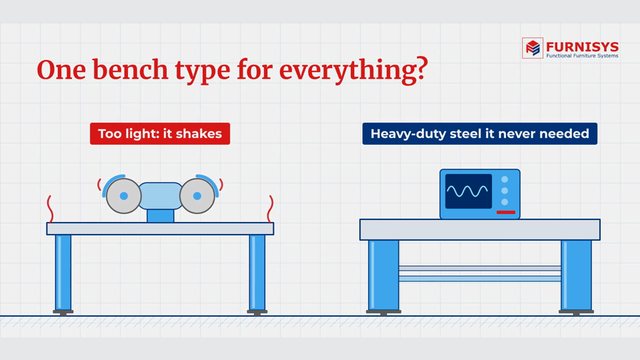 FURNISYS
Functional Furniture Systems
One bench type for everything?
Too light: it shakes
Heavy-duty steel it never needed